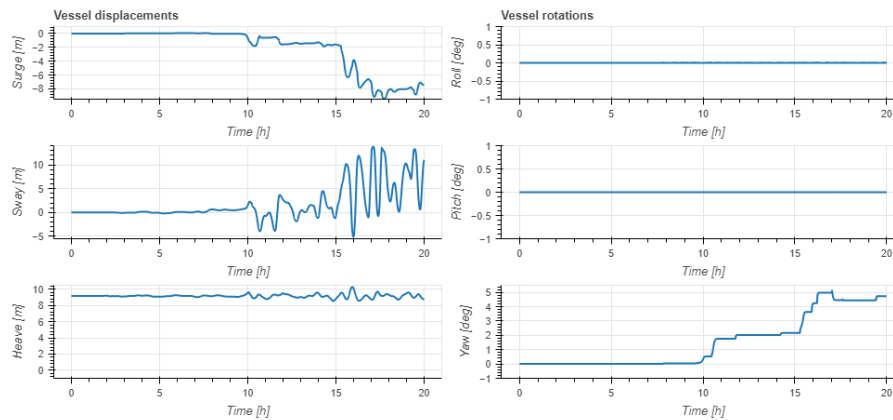 Vessel displacements
Surge [m]
0
−2
−4
−6
−8
0 5 10 15 20
Time [h]
Sway [m]
10
5
0
−5
0 5 10 15 20
Time [h]
Heave [m]
10
8
6
4
2
0
0 5 10 15 20
Time [h]
Vessel rotations
Roll [deg]
1
0.5
0
−0.5
−1
0 5 10 15 20
Time [h]
Pitch [deg]
1
0.5
0
−0.5
−1
0 5 10 15 20
Time [h]
Yaw [deg]
5
4
3
2
1
0
−1
0 5 10 15 20
Time [h]